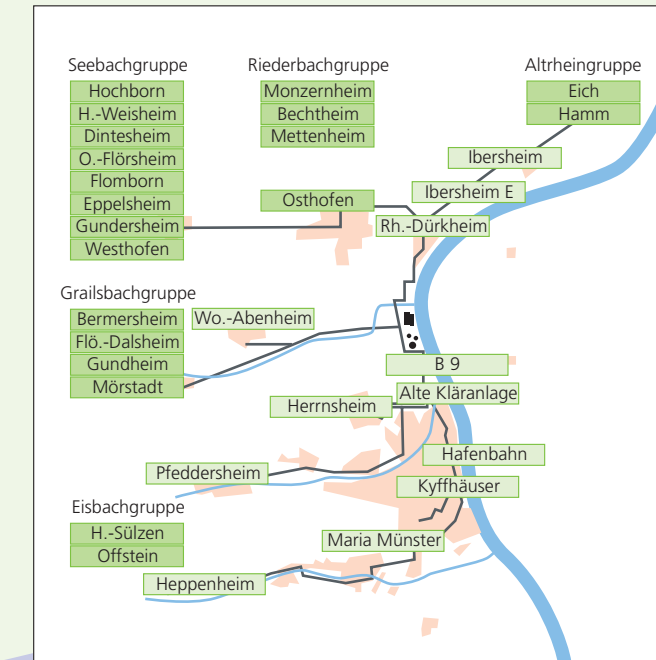 Seebachgruppe
Hochborn
H.-Weisheim
Dintesheim
O.-Flörsheim
Flomborn
Eppelsheim
Gundersheim
Westhofen
Riederbachgruppe
Monzernheim
Bechtheim
Mettenheim
Osthofen
Altrheingruppe
Eich
Hamm
Ibersheim
Ibersheim E
Rh.-Dürkheim
Grailsbachgruppe
Bermersheim
Flö.-Dalsheim
Gundheim
Mörstadt
Wo.-Abenheim
B 9
Alte Kläranlage
Herrnsheim
Hafenbahn
Pfeddersheim
Kyffhäuser
Eisbachgruppe
H.-Sülzen
Offstein
Maria Münster
Heppenheim